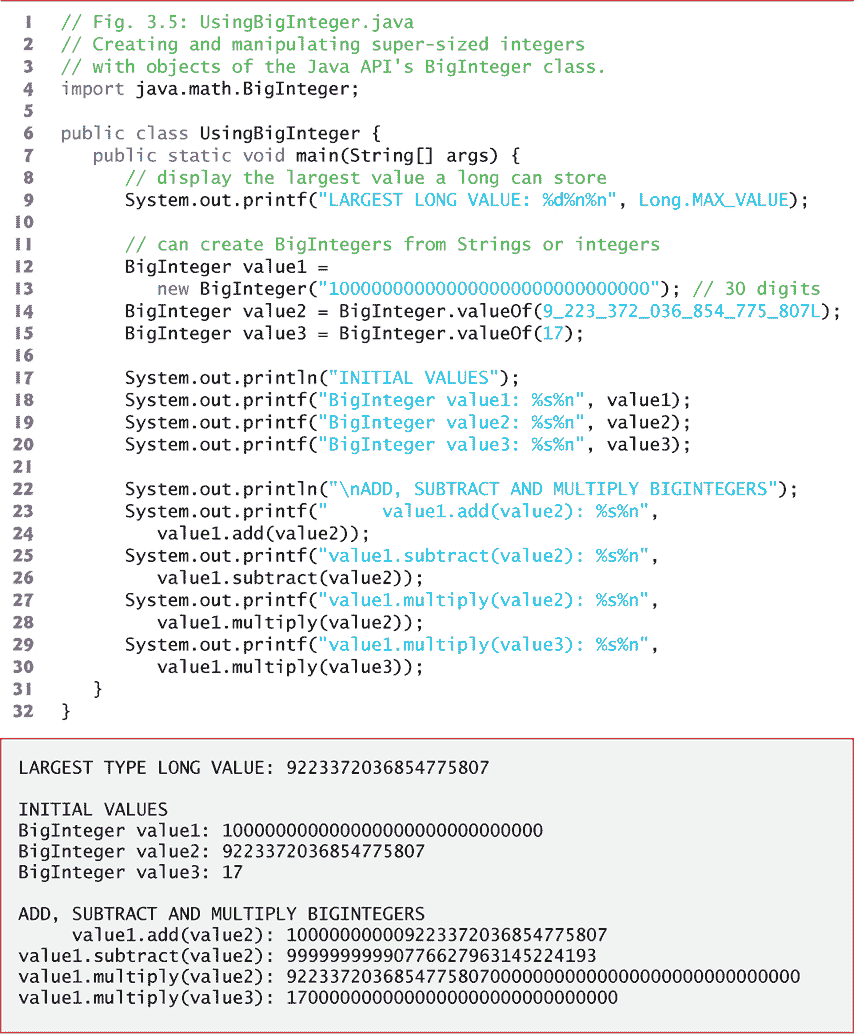 1 // Fig. 3.5: UsingBigInteger.java
2 // Creating and manipulating super-sized integers
3 // with objects of the Java API's BigInteger class.
4 import java.math.BigInteger;
5
6 public class UsingBigInteger {
7 public static void main(String[] args) {
8 // display the largest value a long can store
9 System.out.printf("LARGEST LONG VALUE: %d%n%n", Long.MAX_VALUE);
10
11 // can create BigIntegers from Strings or integers
12 BigInteger value1 =
13 new BigInteger("100000000000000000000000000000"); // 30 digits
14 BigInteger value2 = BigInteger.valueOf(9_223_372_036_854_775_807L);
15 BigInteger value3 = BigInteger.valueOf(17);
16
17 System.out.println("INITIAL VALUES");
18 System.out.printf("BigInteger value1: %s%n", value1);
19 System.out.printf("BigInteger value2: %s%n", value2);
20 System.out.printf("BigInteger value3: %s%n", value3);
21
22 System.out.println("\nADD, SUBTRACT AND MULTIPLY BIGINTEGERS");
23 System.out.printf("     value1.add(value2): %s%n",
24 value1.add(value2));
25 System.out.printf("value1.subtract(value2): %s%n",
26 value1.subtract(value2));
27 System.out.printf("value1.multiply(value2): %s%n",
28 value1.multiply(value2));
29 System.out.printf("value1.multiply(value3): %s%n",
30 value1.multiply(value3));
31 }
32 }
LARGEST TYPE LONG VALUE: 9223372036854775807
INITIAL VALUES
BigInteger value1: 100000000000000000000000000000
BigInteger value2: 9223372036854775807
BigInteger value3: 17
ADD, SUBTRACT AND MULTIPLY BIGINTEGERS
value1.add(value2): 100000000009223372036854775807
value1.subtract(value2): 99999999990776627963145224193
value1.multiply(value2): 922337203685477580700000000000000000000000000000
value1.multiply(value3): 1700000000000000000000000000000